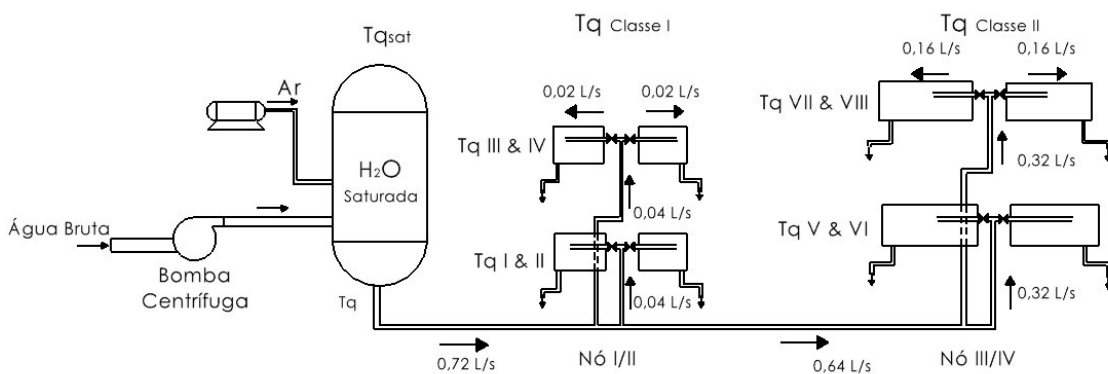 Tqsat
Ar
H₂O
Saturada
Água Bruta
Bomba
Centrífuga
Tq
0,72 L/s
Tq Classe I
0,02 L/s
0,02 L/s
Tq III & IV
0,04 L/s
Tq I & II
0,04 L/s
Nó I/II
Tq Classe II
0,16 L/s
0,16 L/s
Tq VII & VIII
0,32 L/s
Tq V & VI
0,32 L/s
0,64 L/s
Nó III/IV